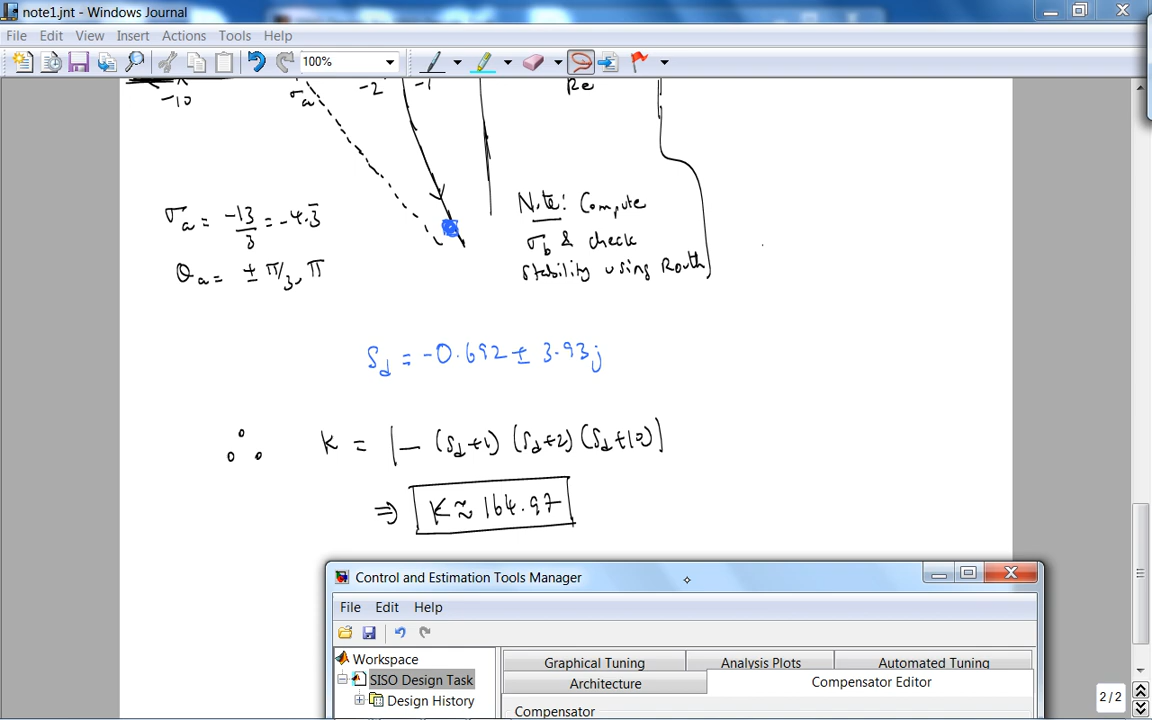 note1.jnt - Windows Journal
File Edit View Insert Actions Tools Help
100%
-10 σa -2 -1 Re
σa = -13/3 = -4.3̄
θa = ± π/3, π
Note: Compute
σb & check
stability using Routh
Sd = -0.692 ± 3.93j
∴ K = |- (Sd+1) (Sd+2) (Sd+10)|
⇒ K ≈ 164.97
Control and Estimation Tools Manager
File Edit Help
Workspace
SISO Design Task
Design History
Graphical Tuning Analysis Plots Automated Tuning
Architecture Compensator Editor
Compensator
2 / 2